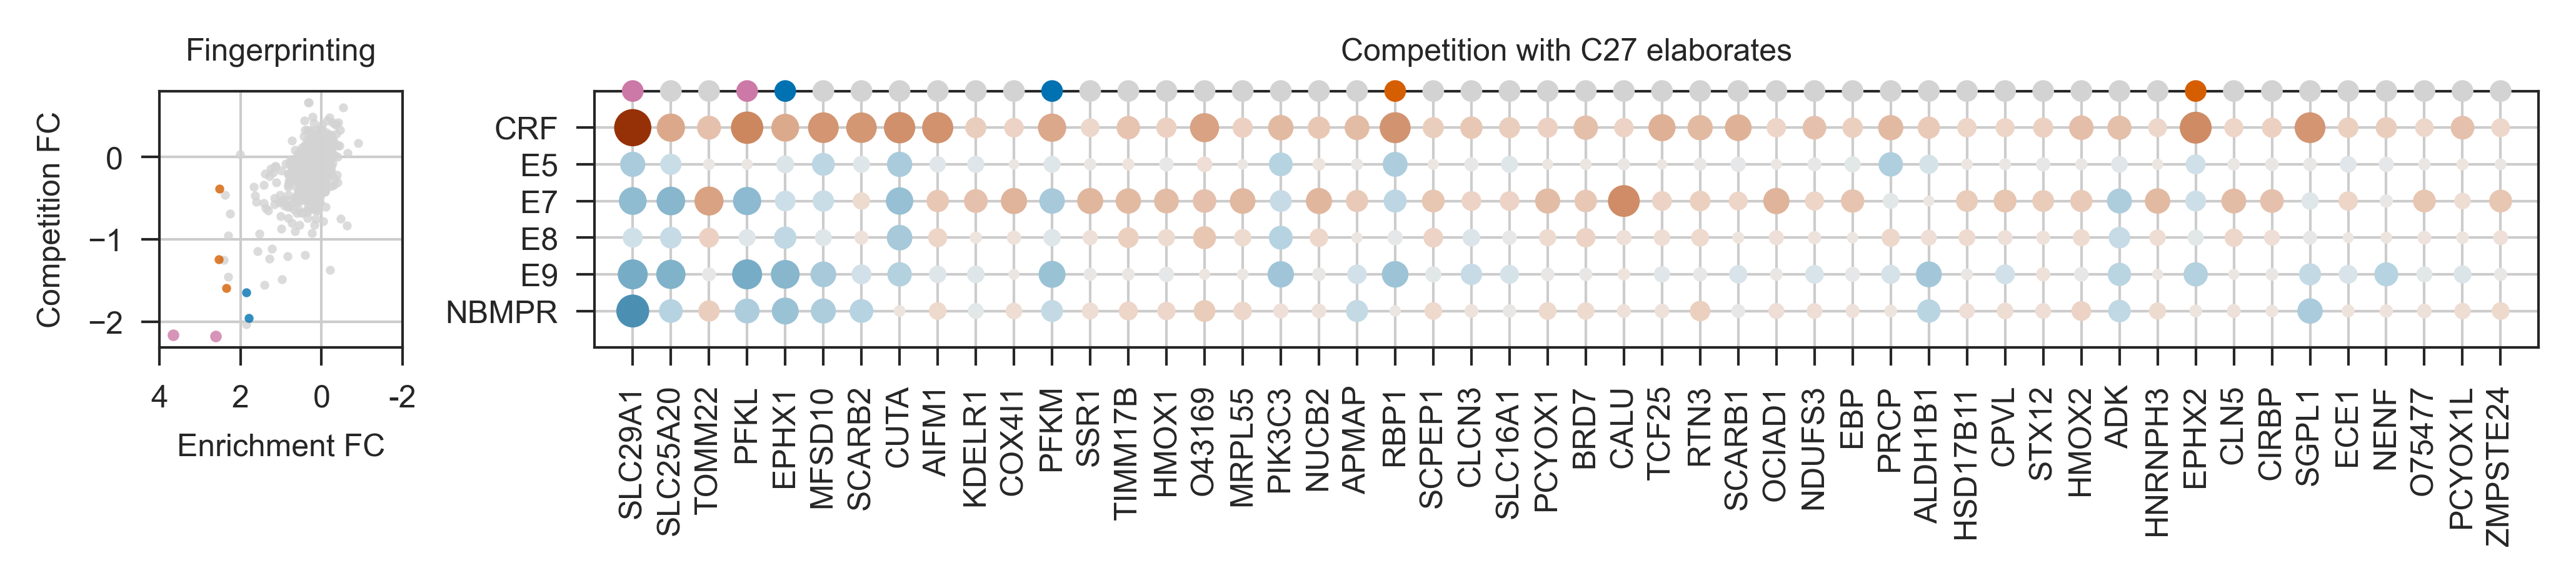 Fingerprinting
Competition FC
0
−1
−2
4
2
0
-2
Enrichment FC
Competition with C27 elaborates
CRF
E5
E7
E8
E9
NBMPR
SLC29A1
SLC25A20
TOMM22
PFKL
EPHX1
MFSD10
SCARB2
CUTA
AIFM1
KDELR1
COX4I1
PFKM
SSR1
TIMM17B
HMOX1
O43169
MRPL55
PIK3C3
NUCB2
APMAP
RBP1
SCPEP1
CLCN3
SLC16A1
PCYOX1
BRD7
CALU
TCF25
RTN3
SCARB1
OCIAD1
NDUFS3
EBP
PRCP
ALDH1B1
HSD17B11
CPVL
STX12
HMOX2
ADK
HNRNPH3
EPHX2
CLN5
CIRBP
SGPL1
ECE1
NENF
O75477
PCYOX1L
ZMPSTE24